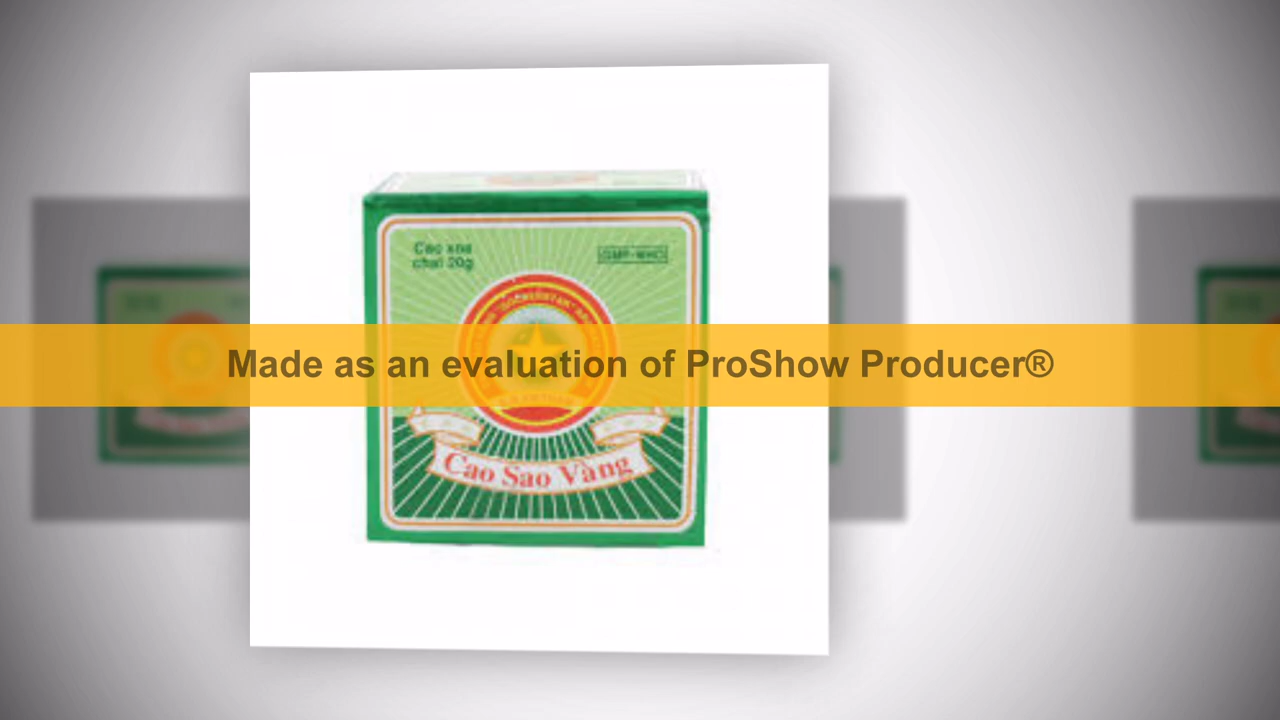 Cao xoa
chai 20g
GMP-WHO
Made as an evaluation of ProShow Producer®
Cao Sao Vàng